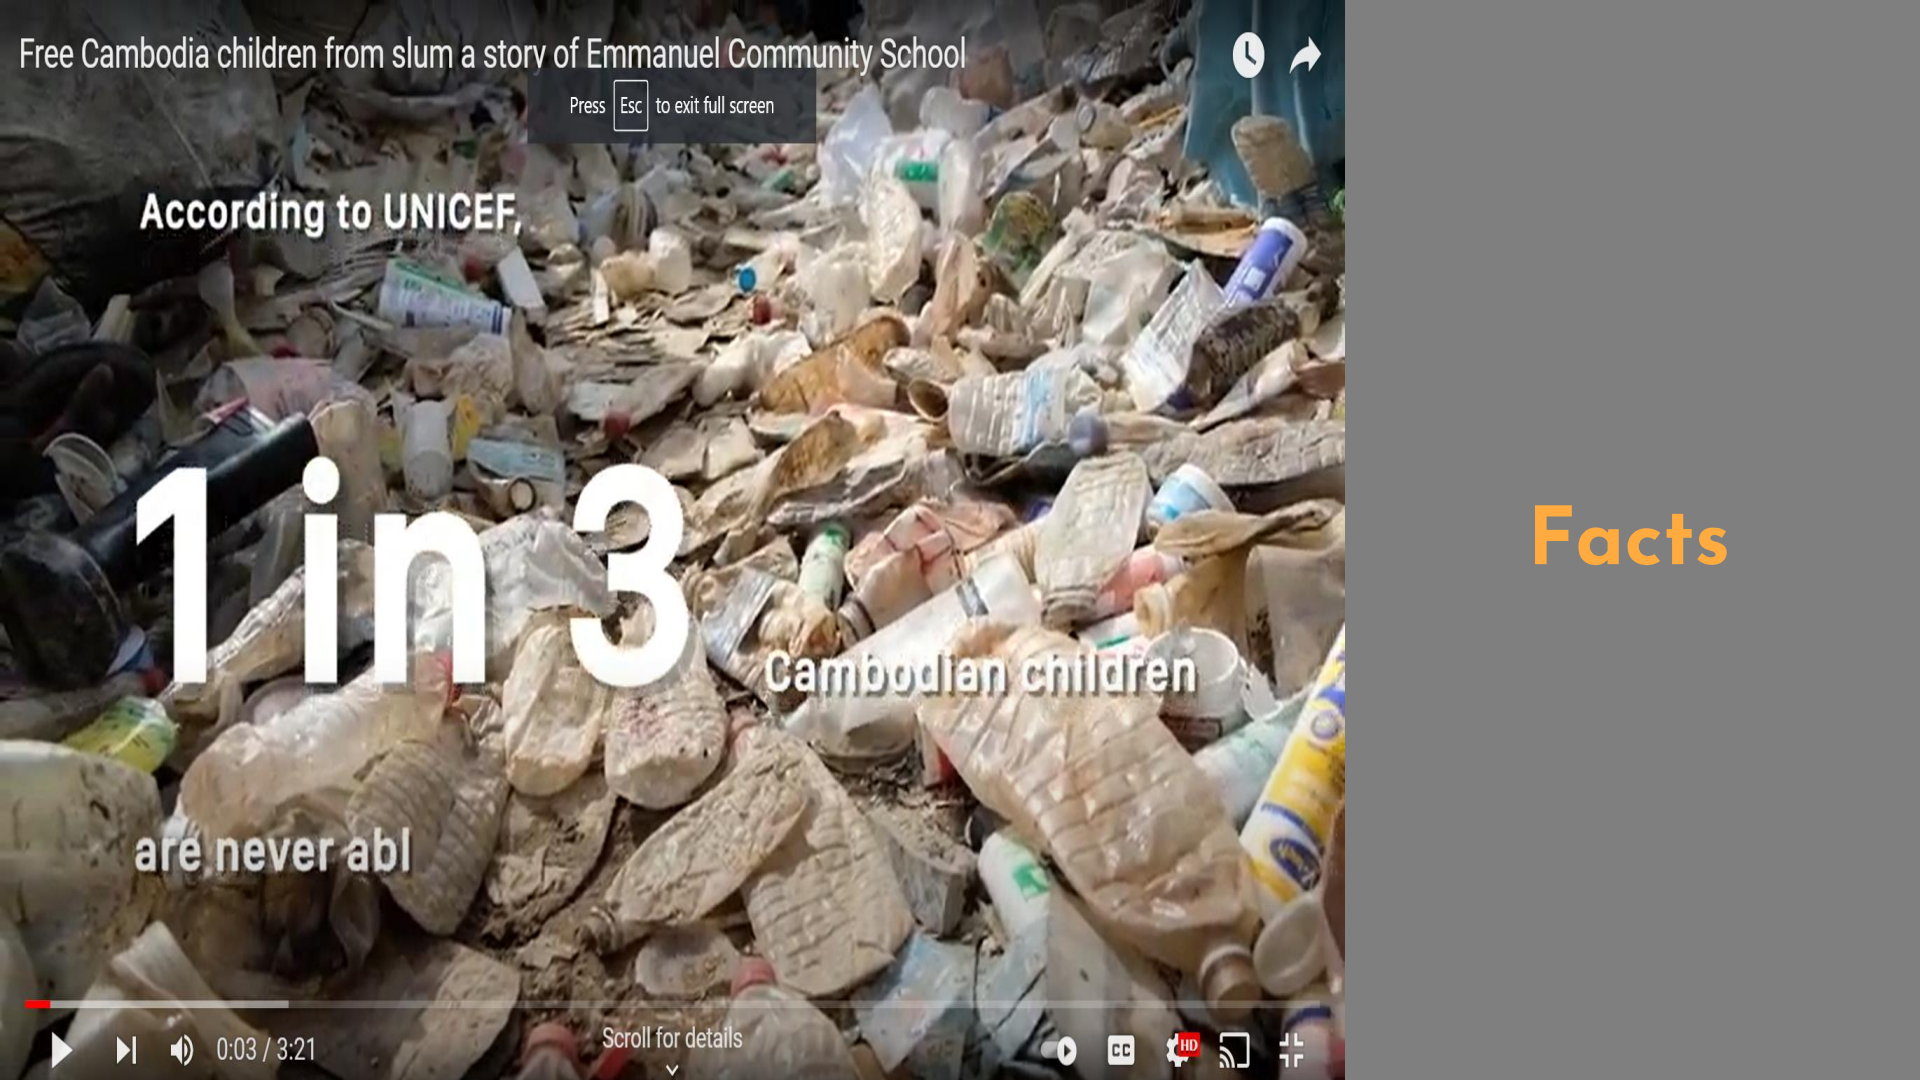 Free Cambodia children from slum a story of Emmanuel Community School
Press Esc to exit full screen
According to UNICEF,
1 in 3 Cambodian children
are never abl
Facts
0:03 / 3:21
Scroll for details
CC
HD